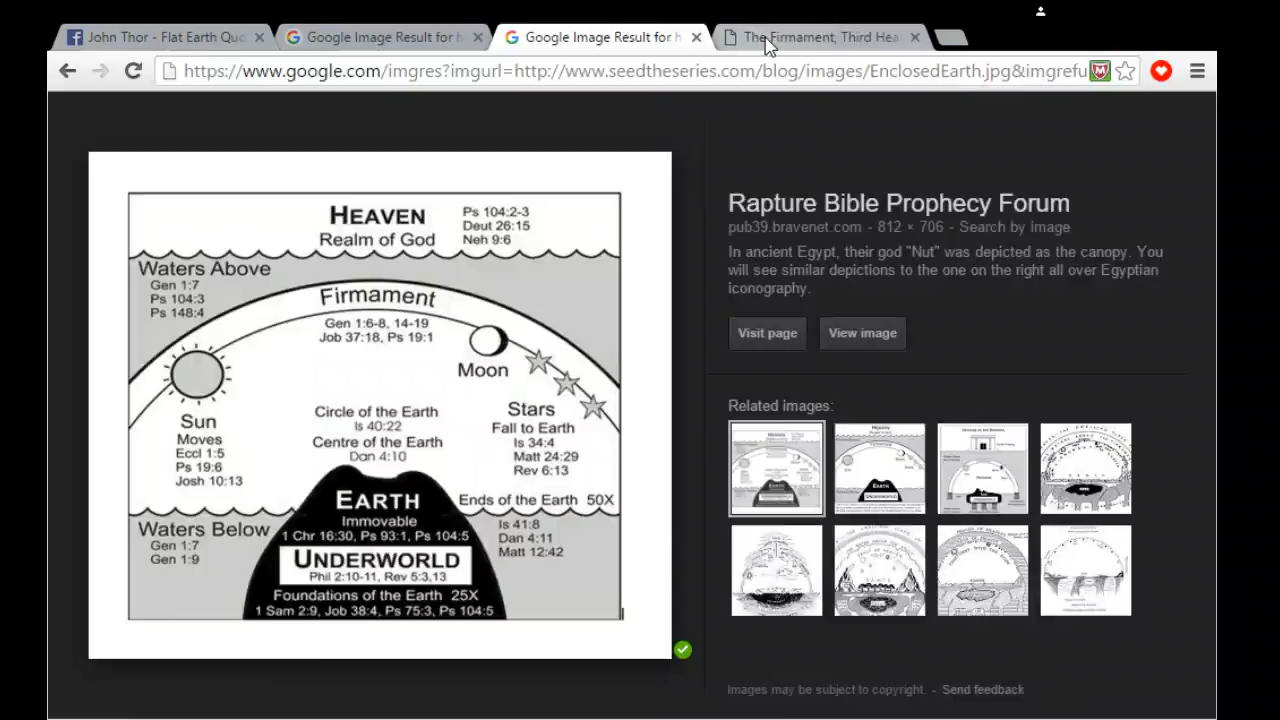 John Thor - Flat Earth Quo
Google Image Result for h
Google Image Result for h
The Firmament, Third Hea
https://www.google.com/imgres?imgurl=http://www.seedtheseries.com/blog/images/EnclosedEarth.jpg&imgrefu
HEAVEN
Realm of God
Ps 104:2-3
Deut 26:15
Neh 9:6
Waters Above
Gen 1:7
Ps 104:3
Ps 148:4
Firmament
Gen 1:6-8, 14-19
Job 37:18, Ps 19:1
Moon
Sun
Moves
Eccl 1:5
Ps 19:6
Josh 10:13
Circle of the Earth
Is 40:22
Centre of the Earth
Dan 4:10
Stars
Fall to Earth
Is 34:4
Matt 24:29
Rev 6:13
EARTH
Immovable
1 Chr 16:30, Ps 93:1, Ps 104:5
Ends of the Earth 50X
Is 41:8
Dan 4:11
Matt 12:42
Waters Below
Gen 1:7
Gen 1:9
UNDERWORLD
Phil 2:10-11, Rev 5:3,13
Foundations of the Earth 25X
1 Sam 2:9, Job 38:4, Ps 75:3, Ps 104:5
Rapture Bible Prophecy Forum
pub39.bravenet.com - 812 × 706 - Search by image
In ancient Egypt, their god "Nut" was depicted as the canopy. You
will see similar depictions to the one on the right all over Egyptian
iconography.
Visit page
View image
Related images:
Images may be subject to copyright. - Send feedback